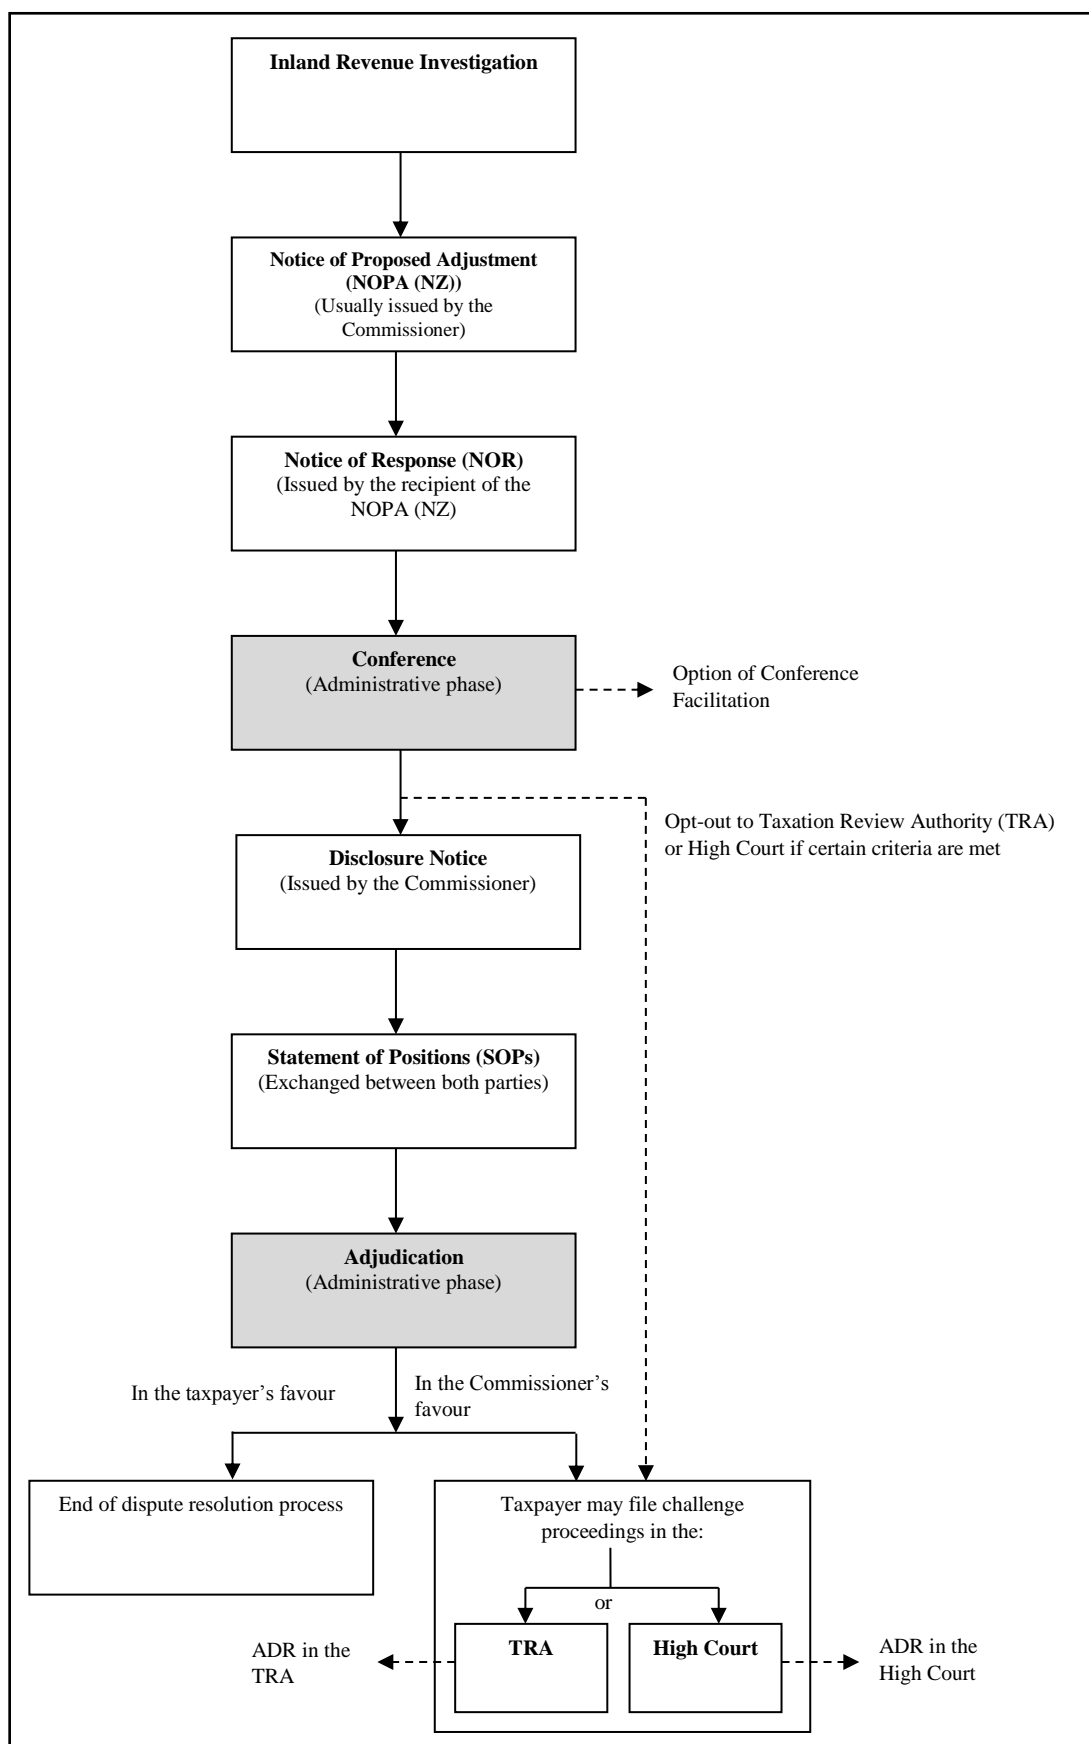 Inland Revenue Investigation
Notice of Proposed Adjustment
(NOPA (NZ))
(Usually issued by the
Commissioner)
Notice of Response (NOR)
(Issued by the recipient of the
NOPA (NZ)
Conference
(Administrative phase)
Option of Conference
Facilitation
Opt-out to Taxation Review Authority (TRA)
or High Court if certain criteria are met
Disclosure Notice
(Issued by the Commissioner)
Statement of Positions (SOPs)
(Exchanged between both parties)
Adjudication
(Administrative phase)
In the taxpayer’s favour
In the Commissioner’s
favour
End of dispute resolution process
Taxpayer may file challenge
proceedings in the:
or
TRA
High Court
ADR in the
TRA
ADR in the
High Court